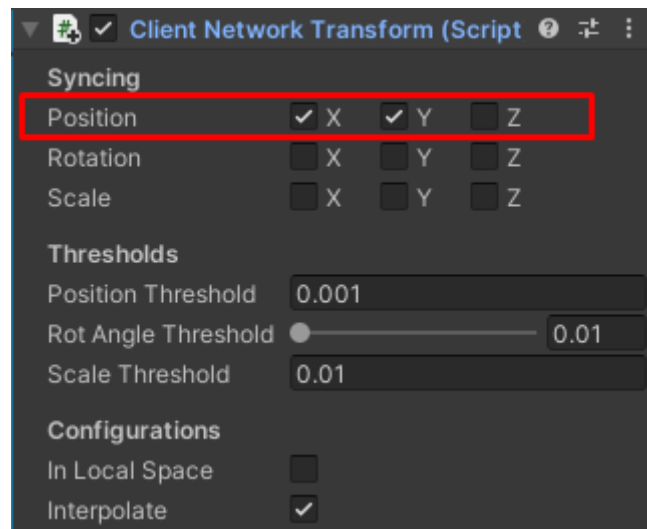 Client Network Transform (Script
Syncing
Position X Y Z
Rotation X Y Z
Scale X Y Z
Thresholds
Position Threshold 0.001
Rot Angle Threshold 0.01
Scale Threshold 0.01
Configurations
In Local Space
Interpolate